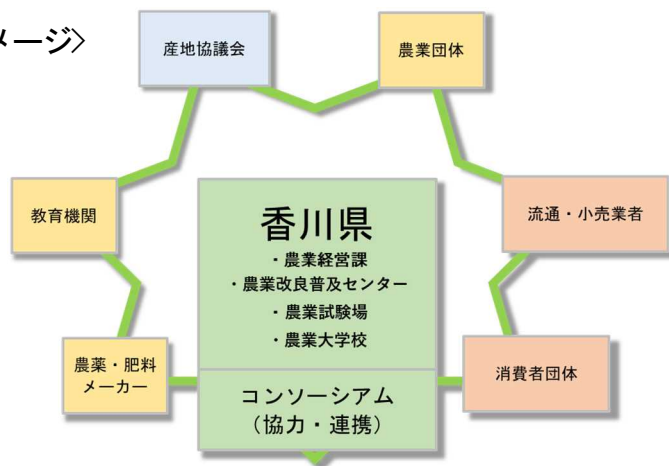 メージ〉
産地協議会
農業団体
教育機関
香川県
・農業経営課
・農業改良普及センター
・農業試験場
・農業大学校
流通・小売業者
農薬・肥料
メーカー
コンソーシアム
（協力・連携）
消費者団体